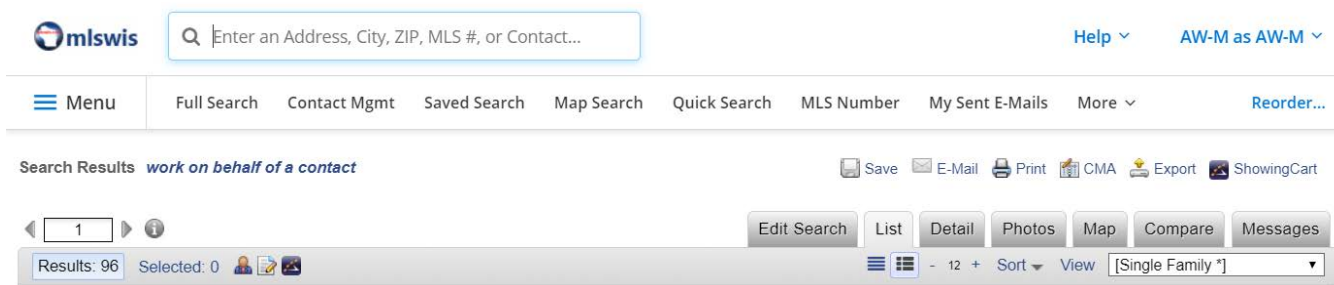 mlswis Enter an Address, City, ZIP, MLS #, or Contact... Help AW-M as AW-M
Menu Full Search Contact Mgmt Saved Search Map Search Quick Search MLS Number My Sent E-Mails More Reorder...
Search Results work on behalf of a contact Save E-Mail Print CMA Export ShowingCart
1 Edit Search List Detail Photos Map Compare Messages
Results: 96 Selected: 0 - 12 + Sort View [Single Family *]